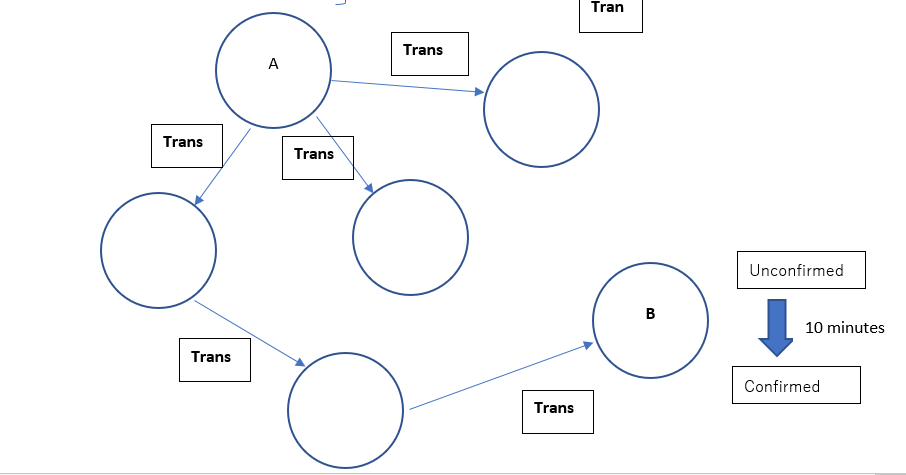 Tran
Trans
A
Trans
Trans
Unconfirmed
B
10 minutes
Trans
Confirmed
Trans